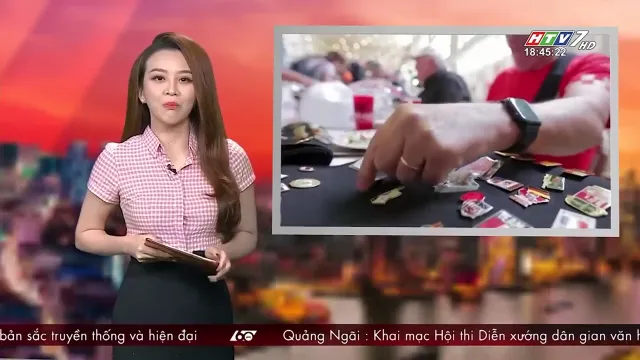 HTV7 HD
18:45:22
bản sắc truyền thống và hiện đại 60 Quảng Ngãi : Khai mạc Hội thi Diễn xướng dân gian văn h